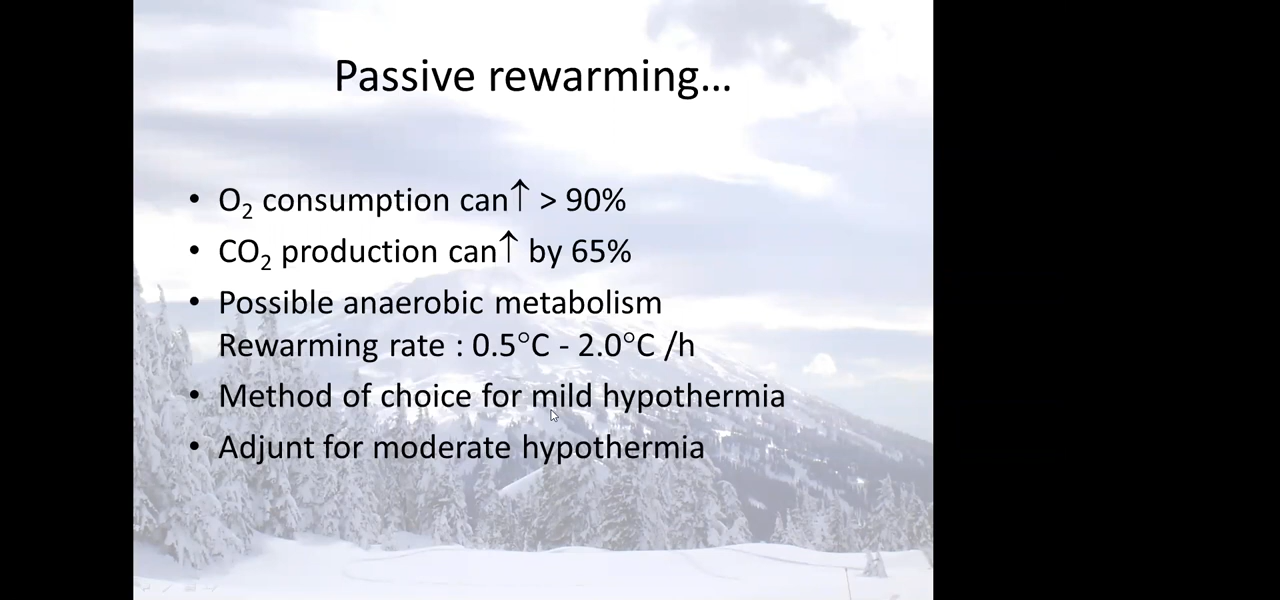 Passive rewarming...
• O₂ consumption can↑ > 90%
• CO₂ production can↑ by 65%
• Possible anaerobic metabolism
Rewarming rate : 0.5°C - 2.0°C /h
• Method of choice for mild hypothermia
• Adjunt for moderate hypothermia